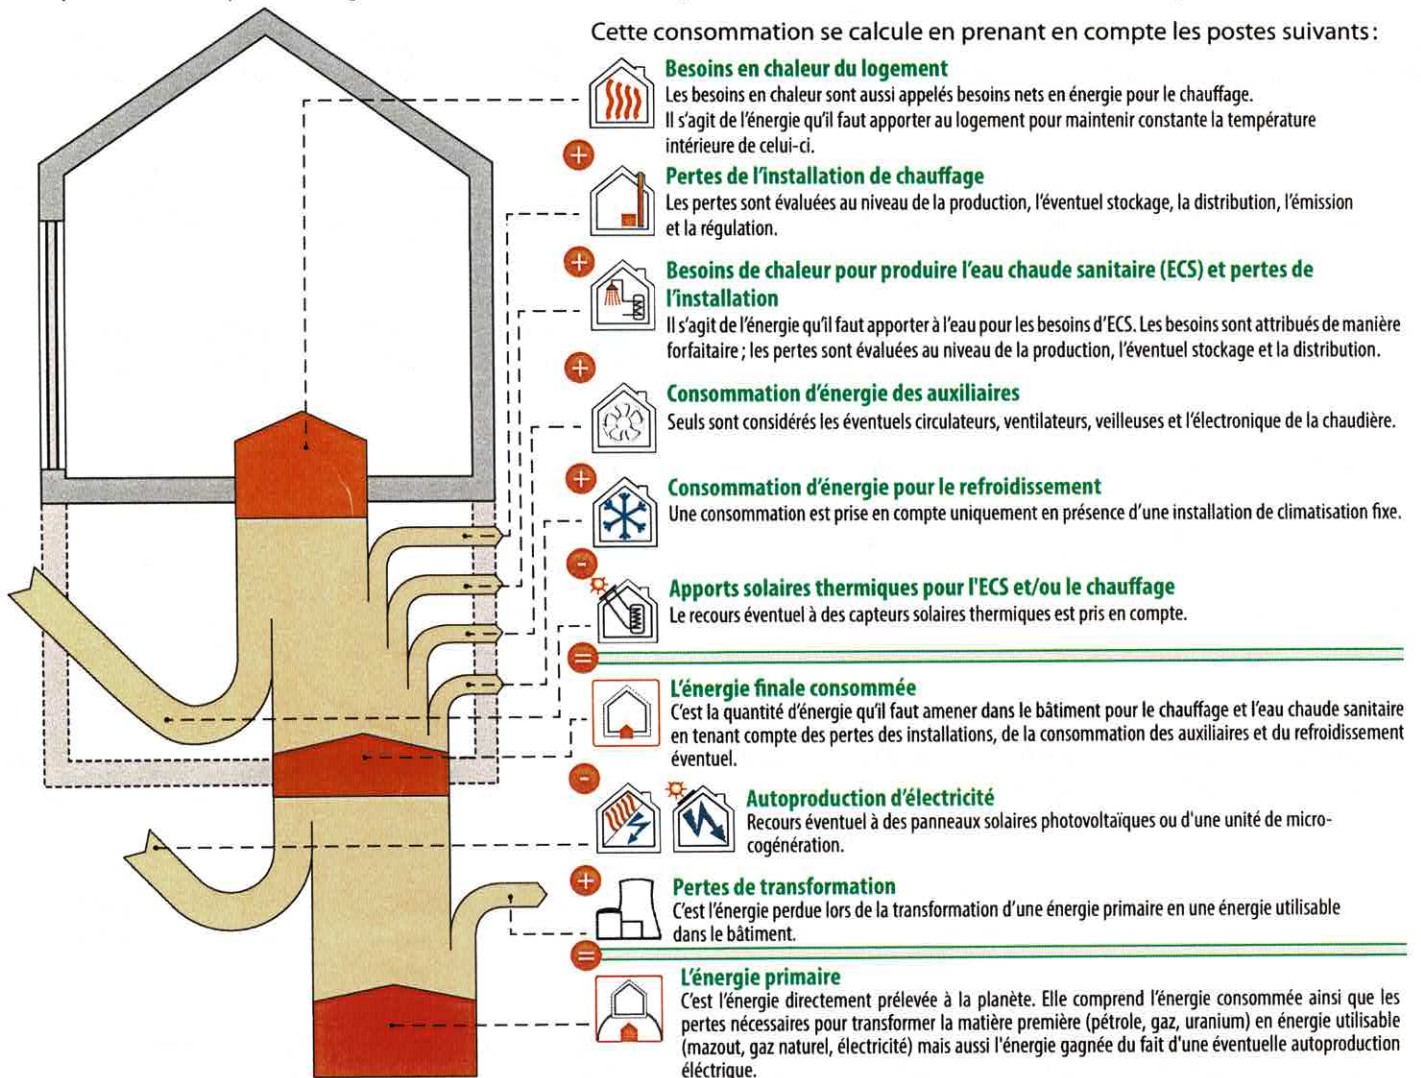 Cette consommation se calcule en prenant en compte les postes suivants :
Besoins en chaleur du logement
Les besoins en chaleur sont aussi appelés besoins nets en énergie pour le chauffage.
Il s'agit de l'énergie qu'il faut apporter au logement pour maintenir constante la température
intérieure de celui-ci.
+
Pertes de l'installation de chauffage
Les pertes sont évaluées au niveau de la production, l'éventuel stockage, la distribution, l'émission
et la régulation.
+
Besoins de chaleur pour produire l'eau chaude sanitaire (ECS) et pertes de
l'installation
Il s'agit de l'énergie qu'il faut apporter à l'eau pour les besoins d'ECS. Les besoins sont attribués de manière
forfaitaire ; les pertes sont évaluées au niveau de la production, l'éventuel stockage et la distribution.
+
Consommation d'énergie des auxiliaires
Seuls sont considérés les éventuels circulateurs, ventilateurs, veilleuses et l'électronique de la chaudière.
+
Consommation d'énergie pour le refroidissement
Une consommation est prise en compte uniquement en présence d'une installation de climatisation fixe.
-
Apports solaires thermiques pour l'ECS et/ou le chauffage
Le recours éventuel à des capteurs solaires thermiques est pris en compte.
=
L'énergie finale consommée
C'est la quantité d'énergie qu'il faut amener dans le bâtiment pour le chauffage et l'eau chaude sanitaire
en tenant compte des pertes des installations, de la consommation des auxiliaires et du refroidissement
éventuel.
-
Autoproduction d'électricité
Recours éventuel à des panneaux solaires photovoltaïques ou d'une unité de micro-
cogénération.
+
Pertes de transformation
C'est l'énergie perdue lors de la transformation d'une énergie primaire en une énergie utilisable
dans le bâtiment.
=
L'énergie primaire
C'est l'énergie directement prélevée à la planète. Elle comprend l'énergie consommée ainsi que les
pertes nécessaires pour transformer la matière première (pétrole, gaz, uranium) en énergie utilisable
(mazout, gaz naturel, électricité) mais aussi l'énergie gagnée du fait d'une éventuelle autoproduction
éléctrique.